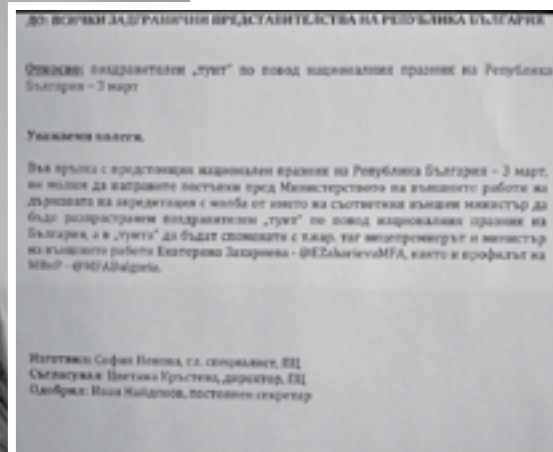 ДО: ВСИЧКИ ЗАДГРАНИЧНИ ПРЕДСТАВИТЕЛСТВА НА РЕПУБЛИКА БЪЛГАРИЯ
Относно: поздравителен „туит“ по повод националния празник на Република
България – 3 март
Уважаеми колеги,
Във връзка с предстоящия национален празник на Република България – 3 март,
ви молим да направите постъпки пред Министерството на външните работи на
държавата на акредитация с молба от името на съответния външен министър да
бъде разпространен поздравителен „туит“ по повод националния празник на
България, а в „туита“ да бъдат споменати с т.нар. таг вицепремиерът и министър
на външните работи Екатерина Захариева - @EZaharievaMFA, както и профилът на
МВнР - @MFABulgaria.
Изготвил: София Ненова, гл. специалист, ПЦ
Съгласувал: Цветана Кръстева, директор, ПЦ
Одобрил: Иван Найденов, постоянен секретар